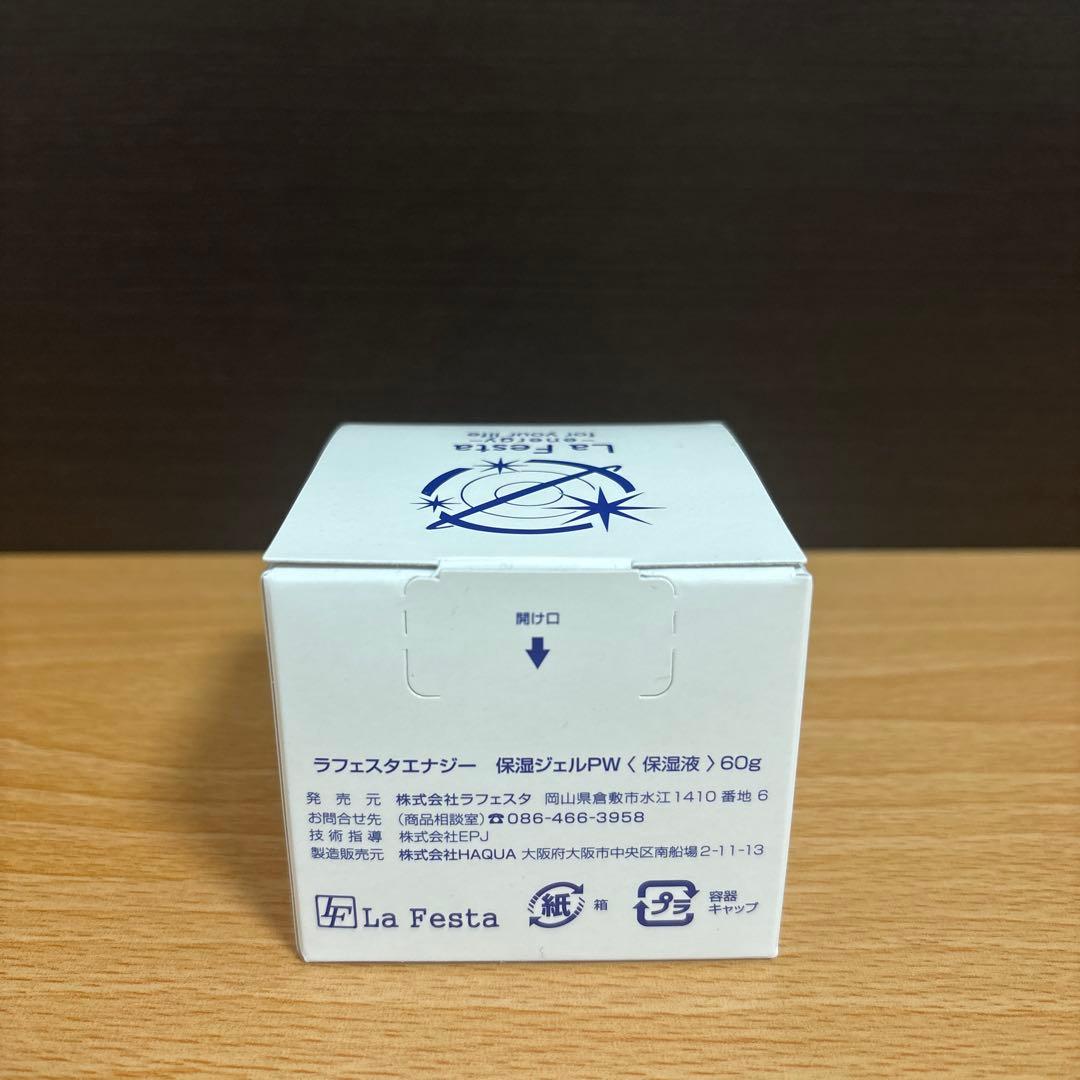 La Festa
-energy-
for your life
開け口
ラフェスタエナジー 保湿ジェルPW〈 保湿液 〉60g
発売元 株式会社ラフェスタ 岡山県倉敷市水江1410番地6
お問合せ先 (商品相談室)☎086-466-3958
技術指導 株式会社EPJ
製造販売元 株式会社HAQUA 大阪府大阪市中央区南船場2-11-13
LF La Festa
紙 箱
プラ 容器
キャップ